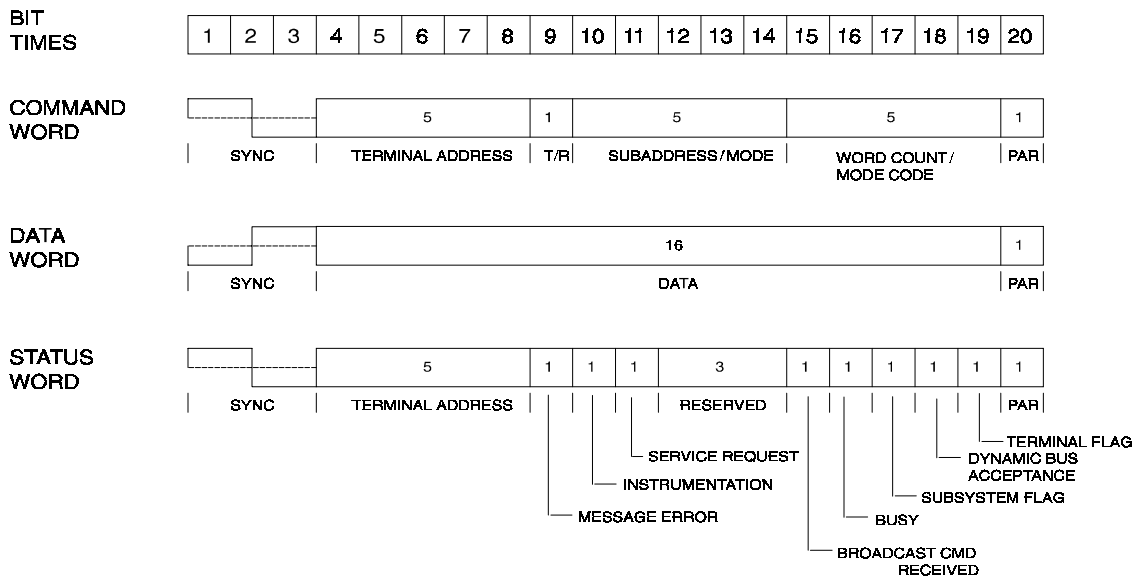 BIT
TIMES
1 2 3 4 5 6 7 8 9 10 11 12 13 14 15 16 17 18 19 20
COMMAND
WORD
5 1 5 5 1
SYNC TERMINAL ADDRESS T/R SUBADDRESS/MODE WORD COUNT/ PAR
MODE CODE
DATA
WORD
16 1
SYNC DATA PAR
STATUS
WORD
5 1 1 1 3 1 1 1 1 1 1
SYNC TERMINAL ADDRESS RESERVED PAR
TERMINAL FLAG
SERVICE REQUEST
DYNAMIC BUS
ACCEPTANCE
INSTRUMENTATION
SUBSYSTEM FLAG
MESSAGE ERROR
BUSY
BROADCAST CMD
RECEIVED